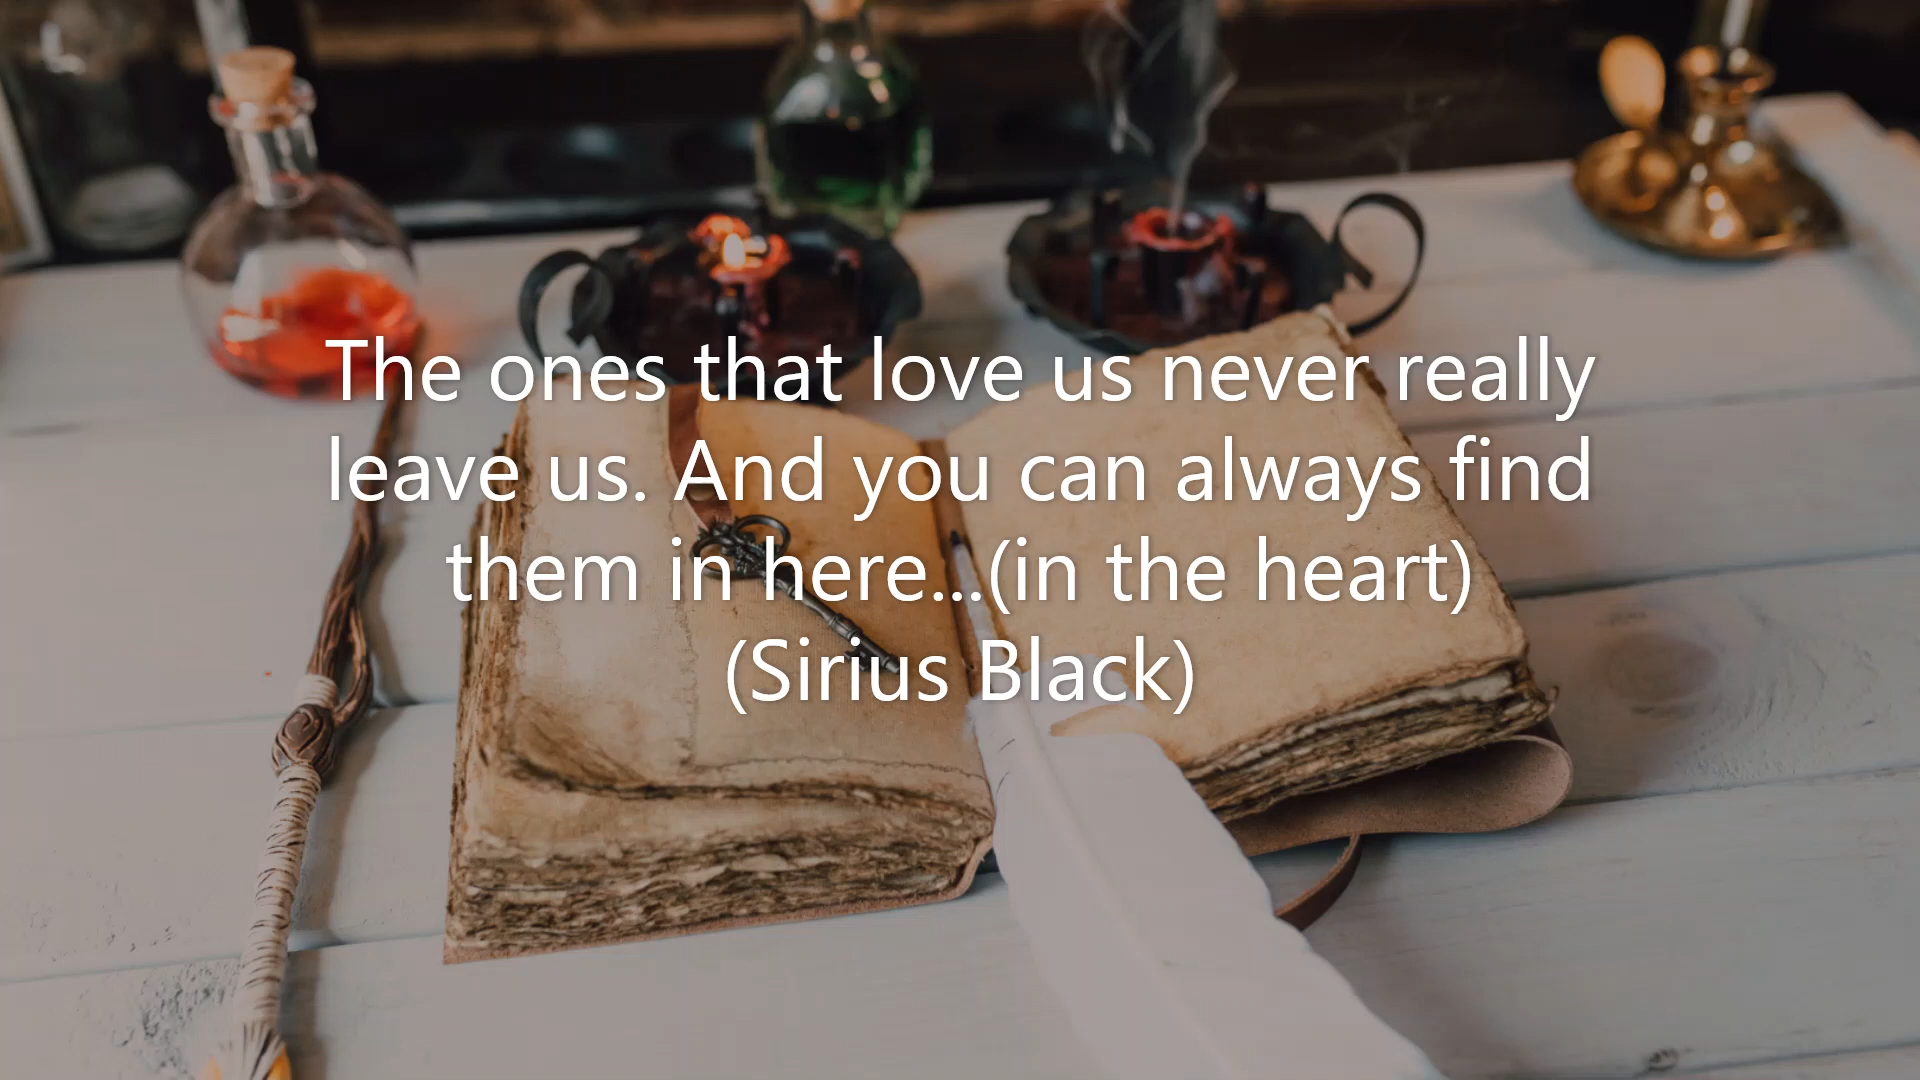 The ones that love us never really
leave us. And you can always find
them in here...(in the heart)
(Sirius Black)